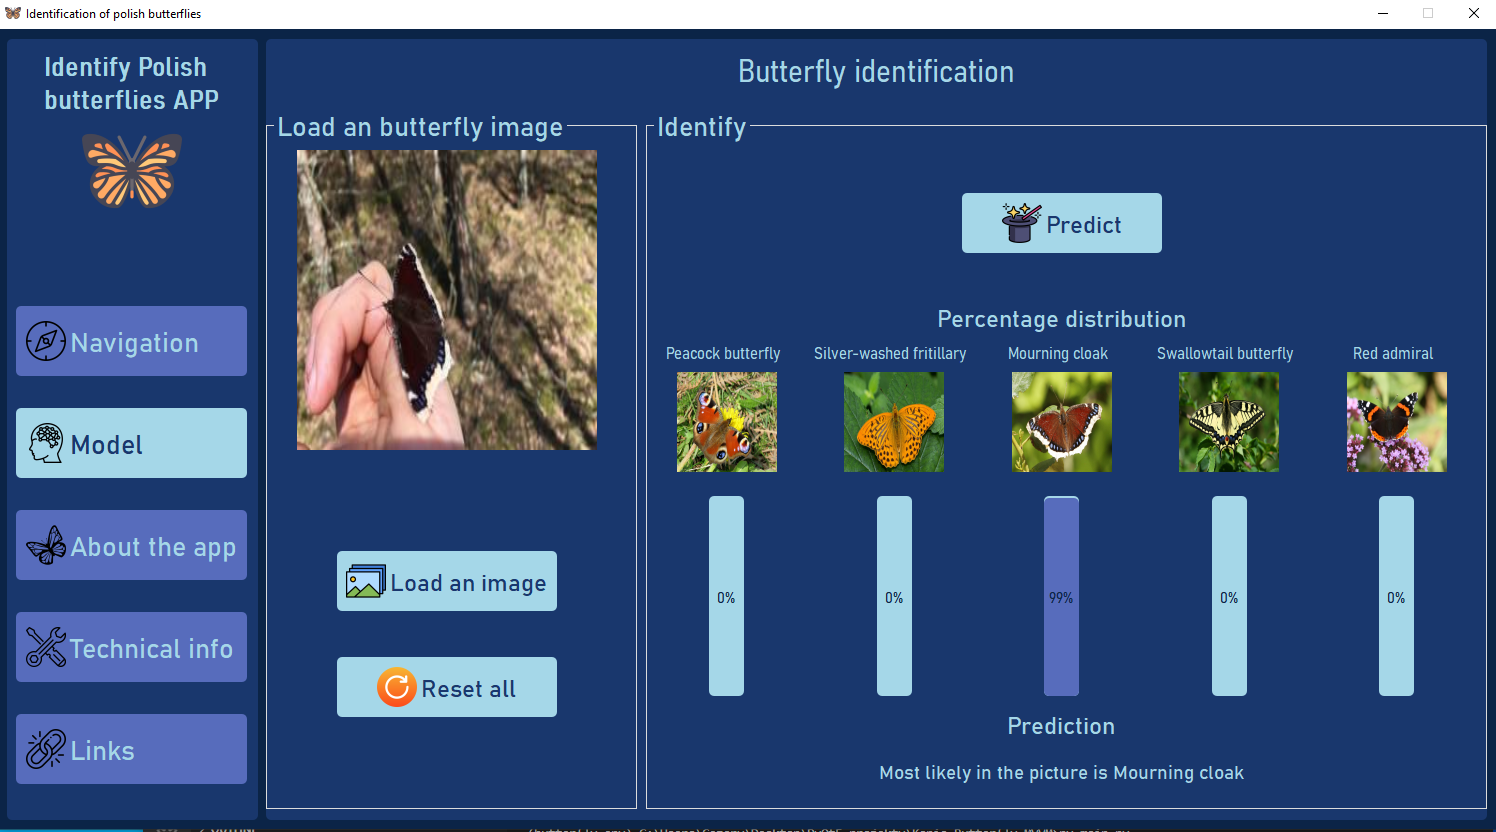 Identification of polish butterflies
Identify Polish
butterflies APP
Navigation
Model
About the app
Technical info
Links
Butterfly identification
Load an butterfly image
Load an image
Reset all
Identify
Predict
Percentage distribution
Peacock butterfly
Silver-washed fritillary
Mourning cloak
Swallowtail butterfly
Red admiral
0%
0%
99%
0%
0%
Prediction
Most likely in the picture is Mourning cloak